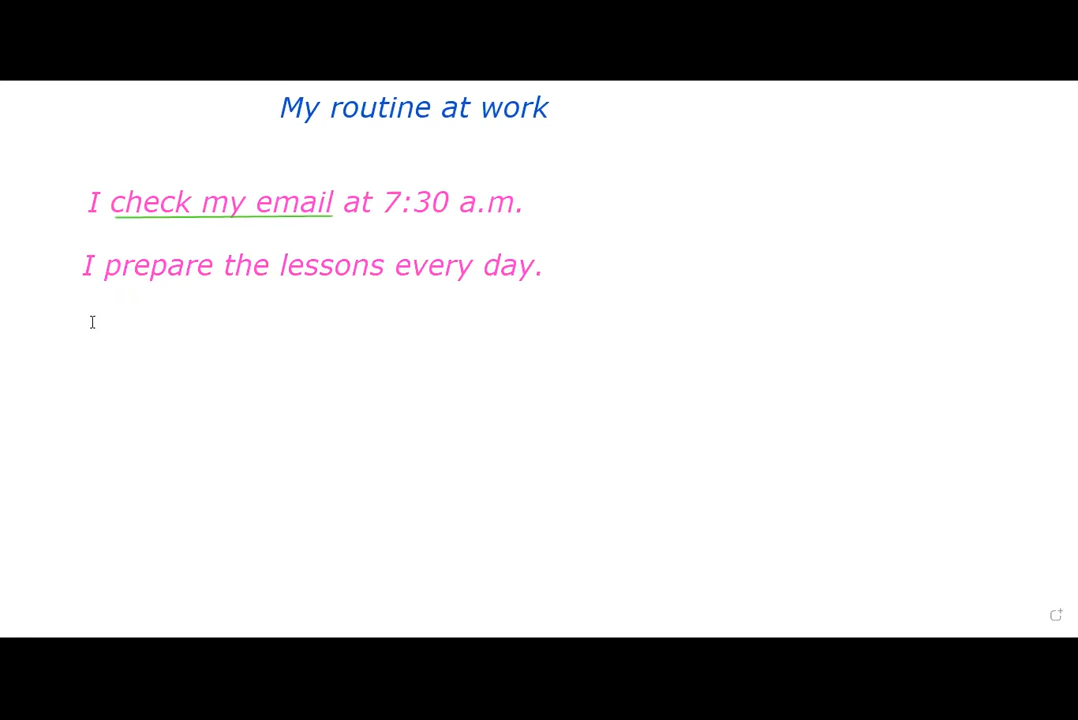 My routine at work
I check my email at 7:30 a.m.
I prepare the lessons every day.